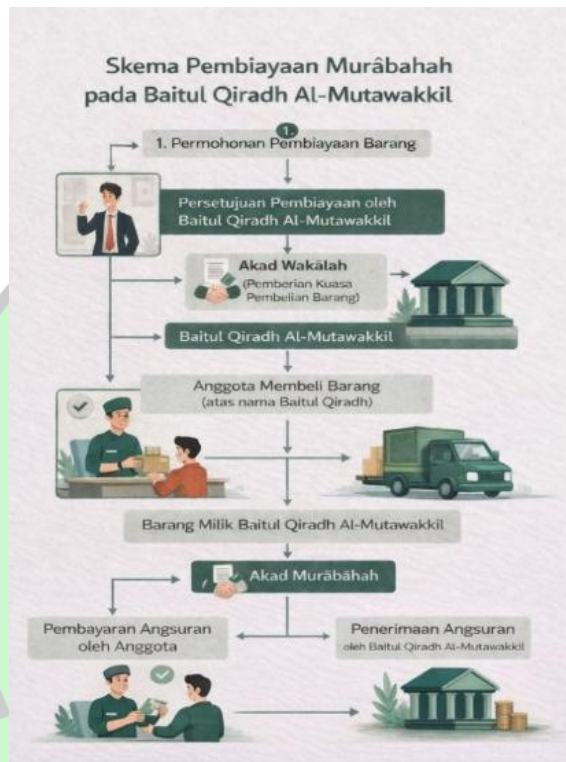 Skema Pembiayaan Murâbahah
pada Baitul Qiradh Al-Mutawakkil
1.
1. Permohonan Pembiayaan Barang
Persetujuan Pembiayaan oleh
Baitul Qiradh Al-Mutawakkil
Akad Wakâlah
(Pemberian Kuasa
Pembelian Barang)
Baitul Qiradh Al-Mutawakkil
Anggota Membeli Barang
(atas nama Baitul Qiradh)
Barang Milik Baitul Qiradh Al-Mutawakkil
Akad Murābāhah
Pembayaran Angsuran
oleh Anggota
Penerimaan Angsuran
oleh Baitul Qiradh Al-Mutawakkil